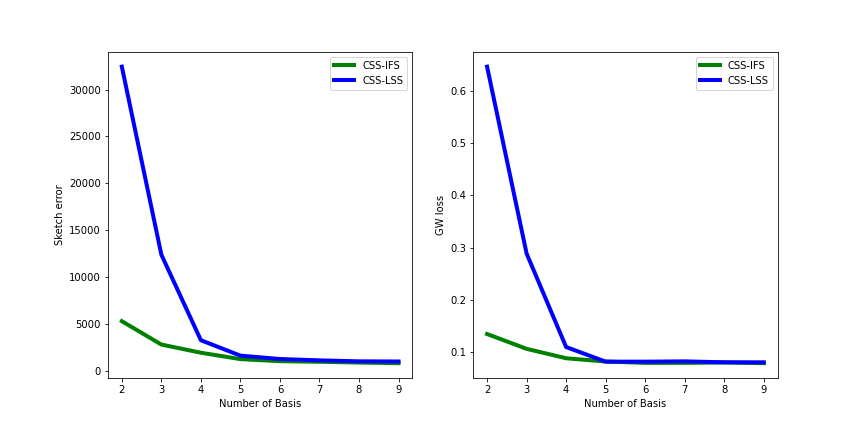 CSS-IFS
CSS-LSS
30000
25000
20000
15000
10000
5000
0
Sketch error
2 3 4 5 6 7 8 9
Number of Basis
CSS-IFS
CSS-LSS
0.6
0.5
0.4
0.3
0.2
0.1
GW loss
2 3 4 5 6 7 8 9
Number of Basis